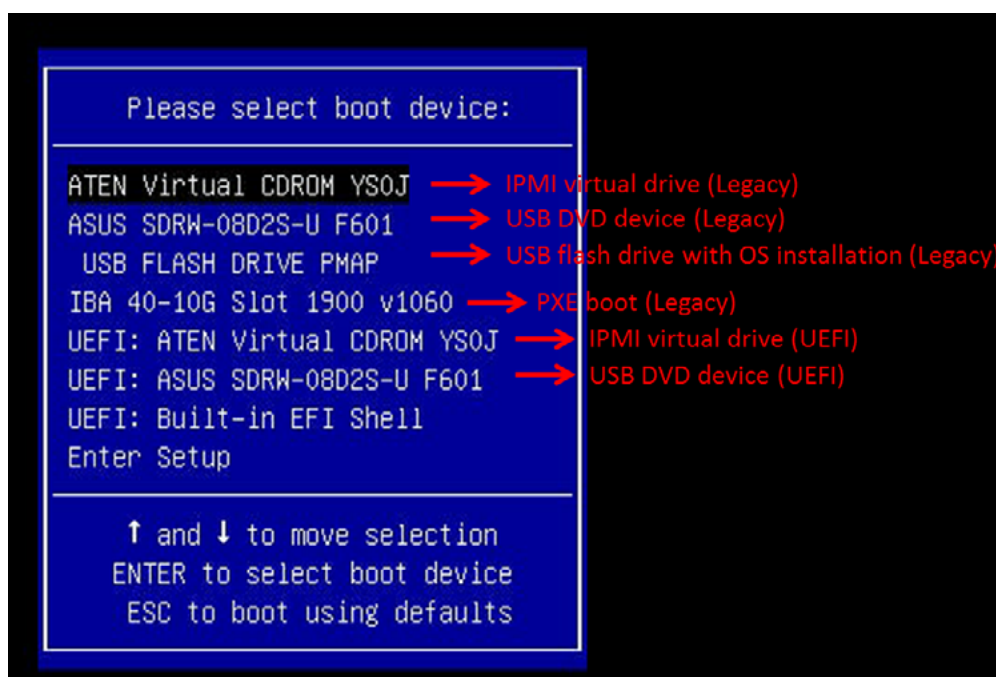 Please select boot device:
ATEN Virtual CDROM YS0J → IPMI virtual drive (Legacy)
ASUS SDRW-08D2S-U F601 → USB DVD device (Legacy)
USB FLASH DRIVE PMAP → USB flash drive with OS installation (Legacy)
IBA 40-10G Slot 1900 v1060 → PXE boot (Legacy)
UEFI: ATEN Virtual CDROM YS0J → IPMI virtual drive (UEFI)
UEFI: ASUS SDRW-08D2S-U F601 → USB DVD device (UEFI)
UEFI: Built-in EFI Shell
Enter Setup
↑ and ↓ to move selection
ENTER to select boot device
ESC to boot using defaults